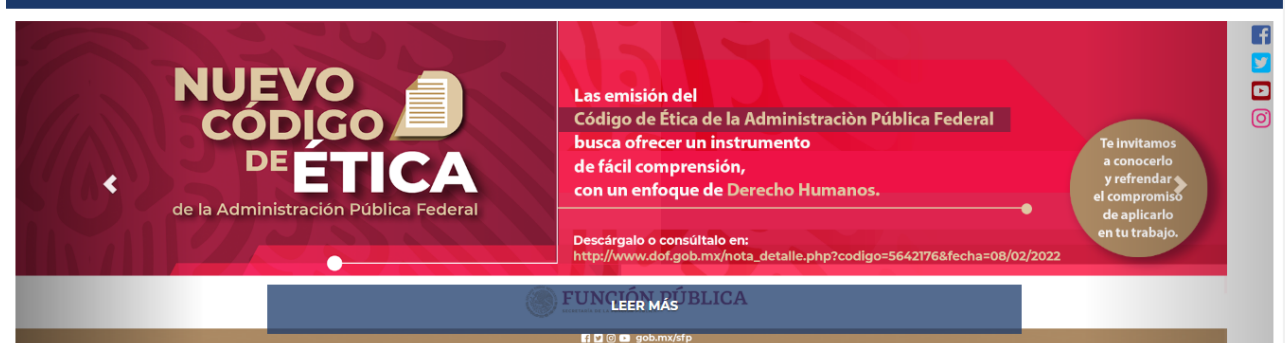 NUEVO
CÓDIGO
DE ÉTICA
de la Administración Pública Federal
Las emisión del
Código de Ética de la Administraciòn Pública Federal
busca ofrecer un instrumento
de fácil comprensión,
con un enfoque de Derecho Humanos.
Descárgalo o consúltalo en:
http://www.dof.gob.mx/nota_detalle.php?codigo=5642176&fecha=08/02/2022
Te invitamos
a conocerlo
y refrendar
el compromiso
de aplicarlo
en tu trabajo.
FUNCIÓN PÚBLICA
LEER MÁS
gob.mx/sfp